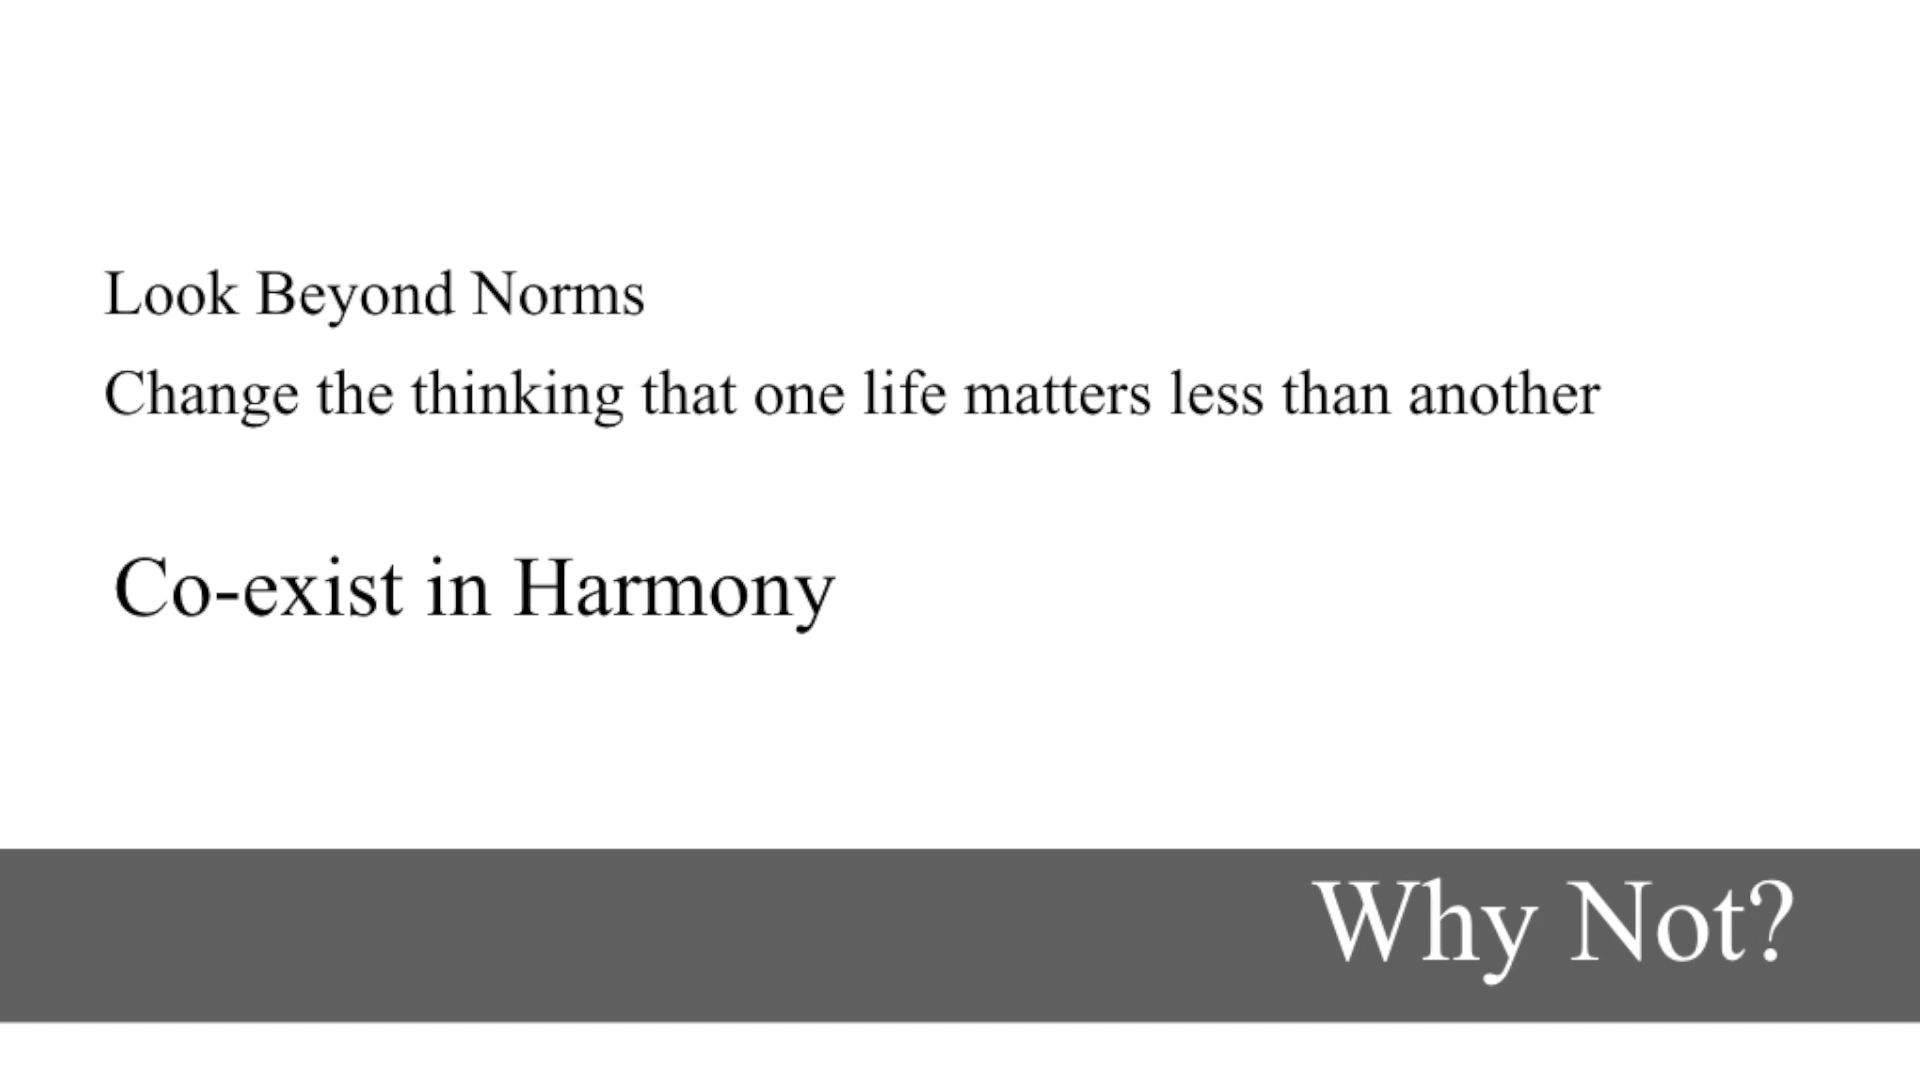 Look Beyond Norms
Change the thinking that one life matters less than another
Co-exist in Harmony
Why Not?